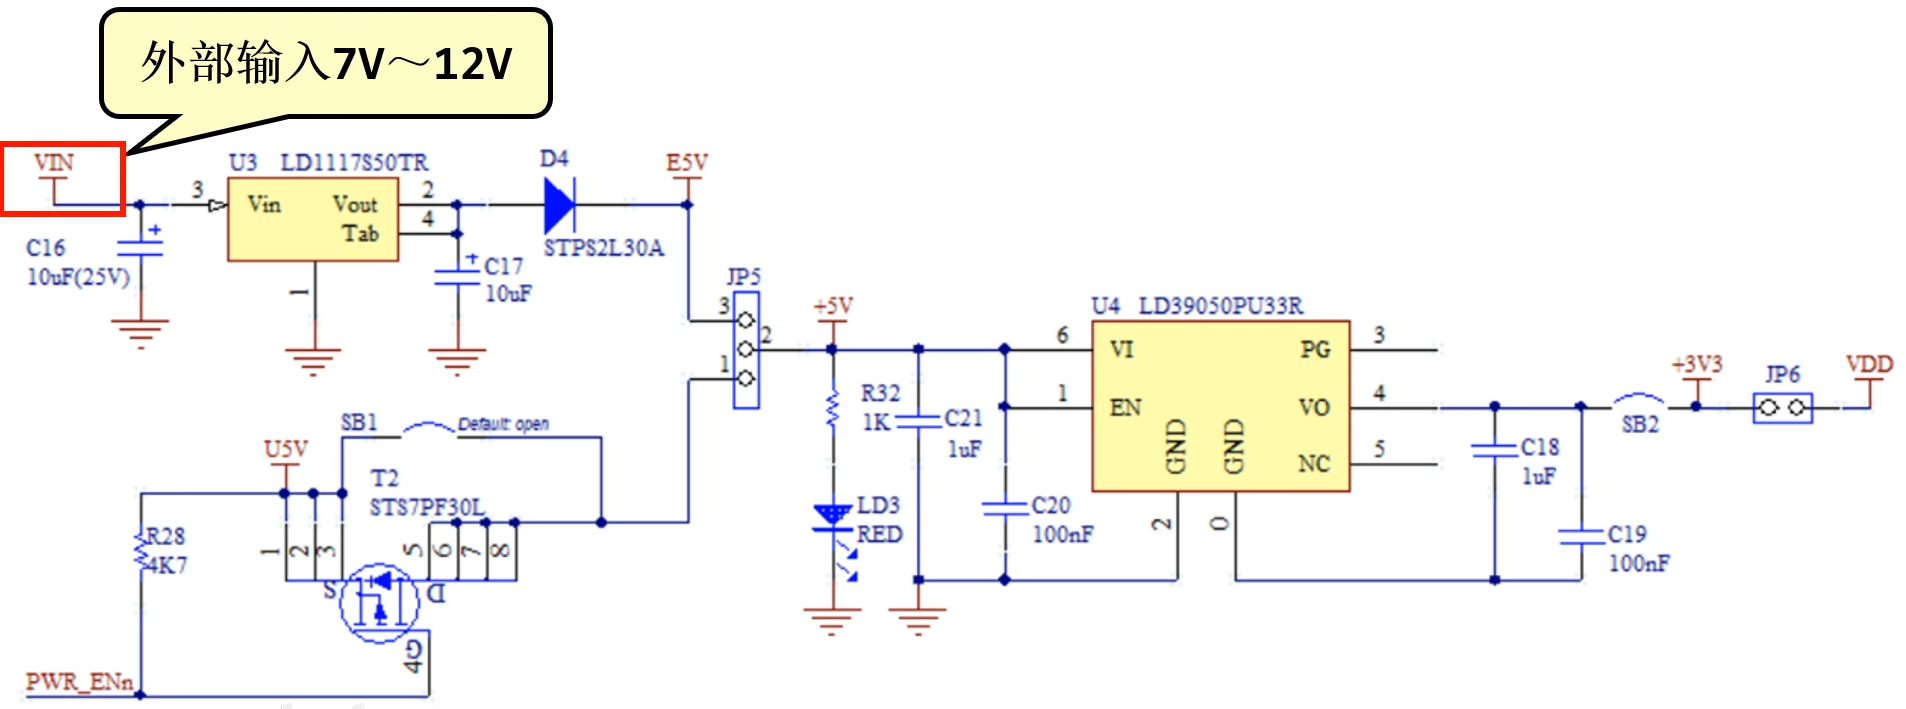 外部输入7V～12V
VIN
U3 LD1117S50TR
D4
E5V
3
Vin
Vout
2
Tab
4
1
C16
10uF(25V)
+
STPS2L30A
+
C17
10uF
JP5
3
2
1
+5V
U4 LD39050PU33R
6
VI
PG
3
1
EN
VO
4
GND
GND
NC
5
2
0
R32
1K
C21
1uF
LD3
RED
C20
100nF
+3V3
JP6
VDD
SB2
C18
1uF
C19
100nF
SB1
Default: open
U5V
T2
STS7PF30L
R28
4K7
1
2
3
5
6
7
8
S
D
G
4
PWR_ENn